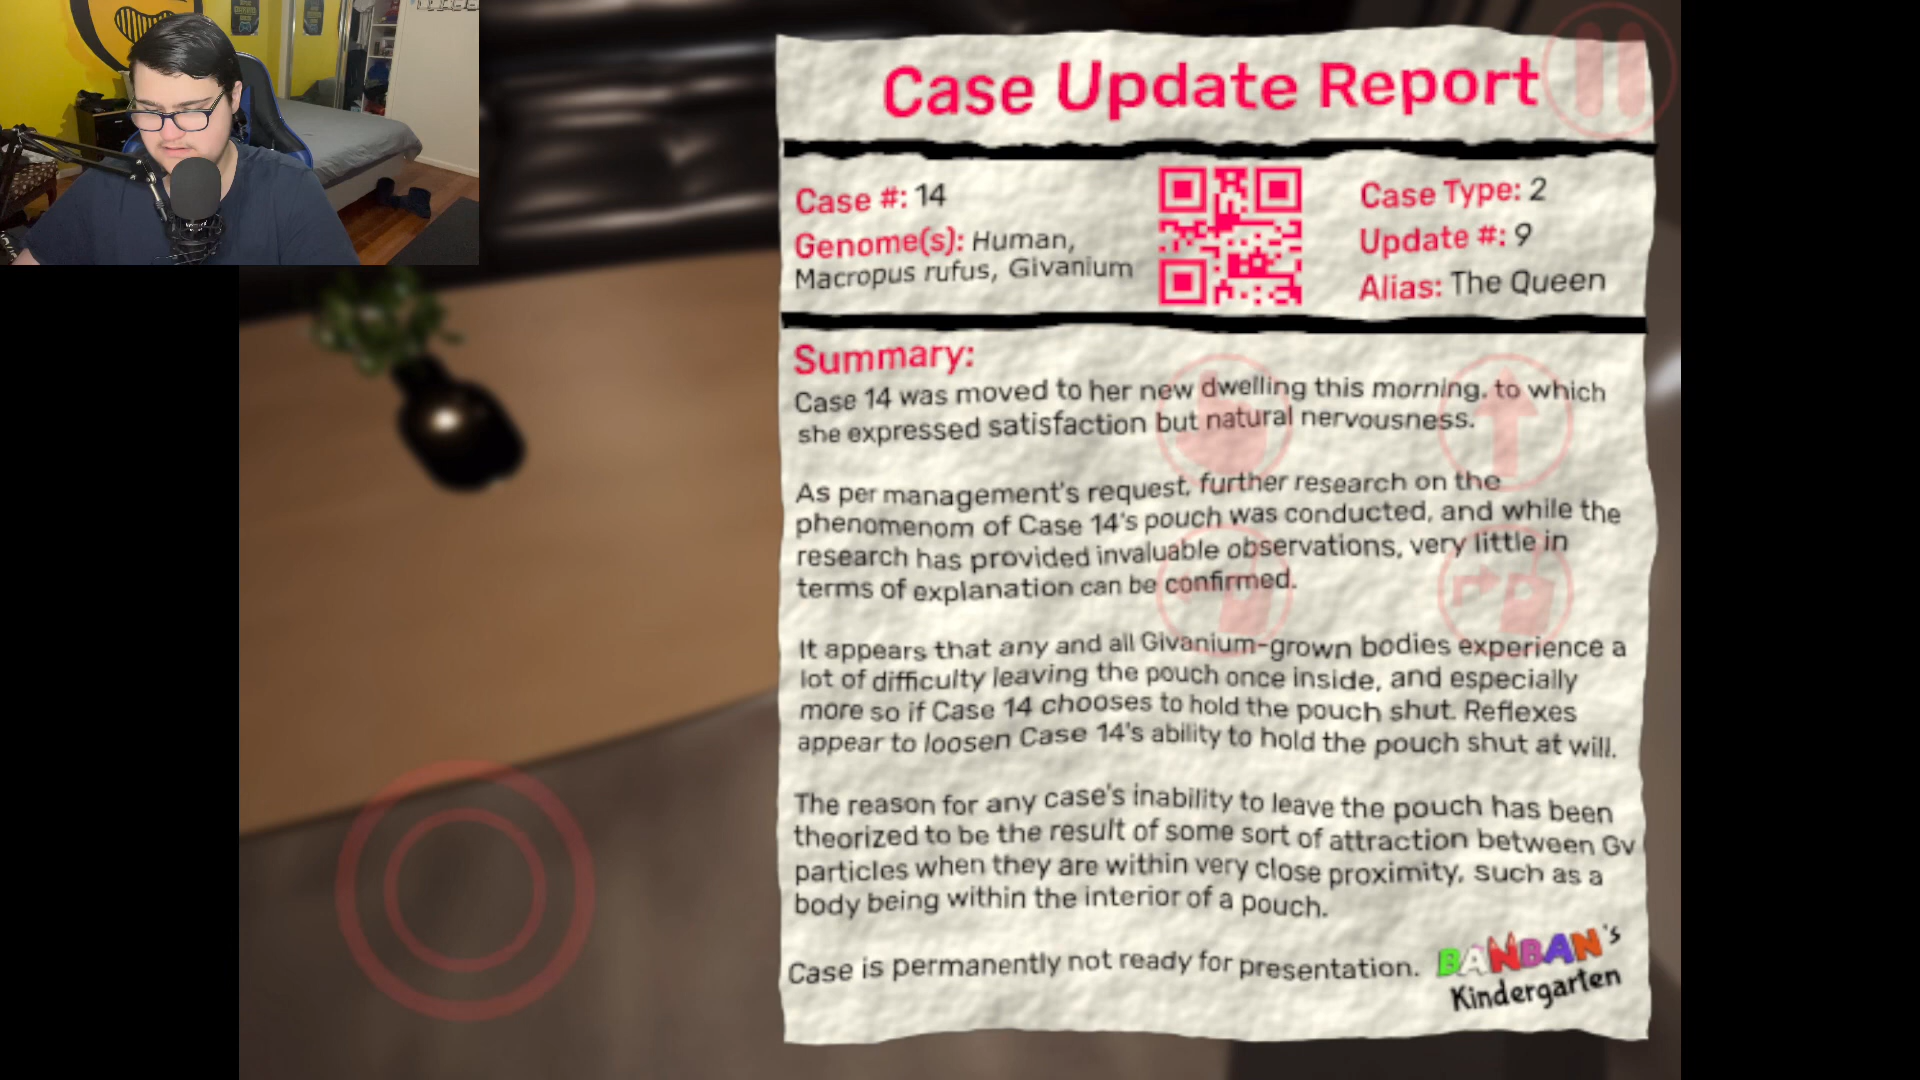 Case Update Report
Case #: 14
Genome(s): Human,
Macropus rufus, Givanium
Case Type: 2
Update #: 9
Alias: The Queen
Summary:
Case 14 was moved to her new dwelling this morning, to which
she expressed satisfaction but natural nervousness.
As per management's request, further research on the
phenomenom of Case 14's pouch was conducted, and while the
research has provided invaluable observations, very little in
terms of explanation can be confirmed.
It appears that any and all Givanium-grown bodies experience a
lot of difficulty leaving the pouch once inside, and especially
more so if Case 14 chooses to hold the pouch shut. Reflexes
appear to loosen Case 14's ability to hold the pouch shut at will.
The reason for any case's inability to leave the pouch has been
theorized to be the result of some sort of attraction between Gv
particles when they are within very close proximity, such as a
body being within the interior of a pouch.
Case is permanently not ready for presentation.
BANBAN's
Kindergarten